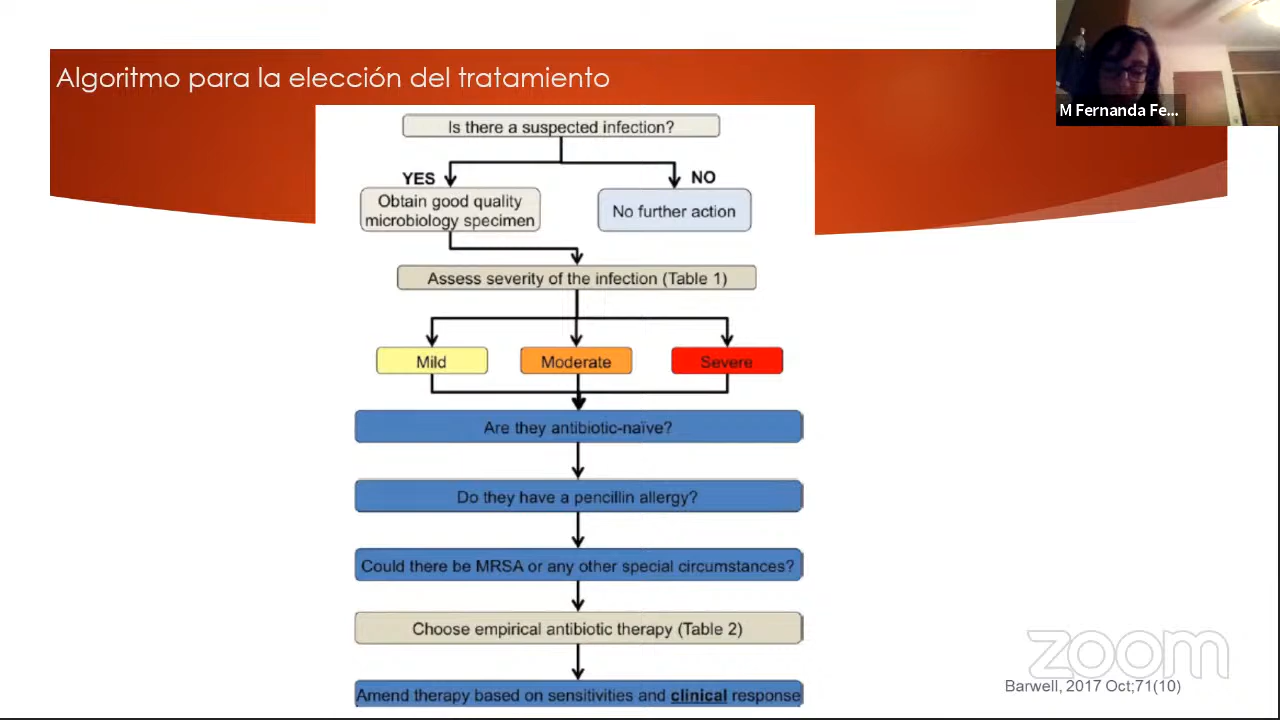 Algoritmo para la elección del tratamiento
M Fernanda Fe...
Is there a suspected infection?
YES
NO
Obtain good quality
microbiology specimen
No further action
Assess severity of the infection (Table 1)
Mild
Moderate
Severe
Are they antibiotic-naïve?
Do they have a pencillin allergy?
Could there be MRSA or any other special circumstances?
Choose empirical antibiotic therapy (Table 2)
Amend therapy based on sensitivities and clinical response
zoom
Barwell, 2017 Oct;71(10)